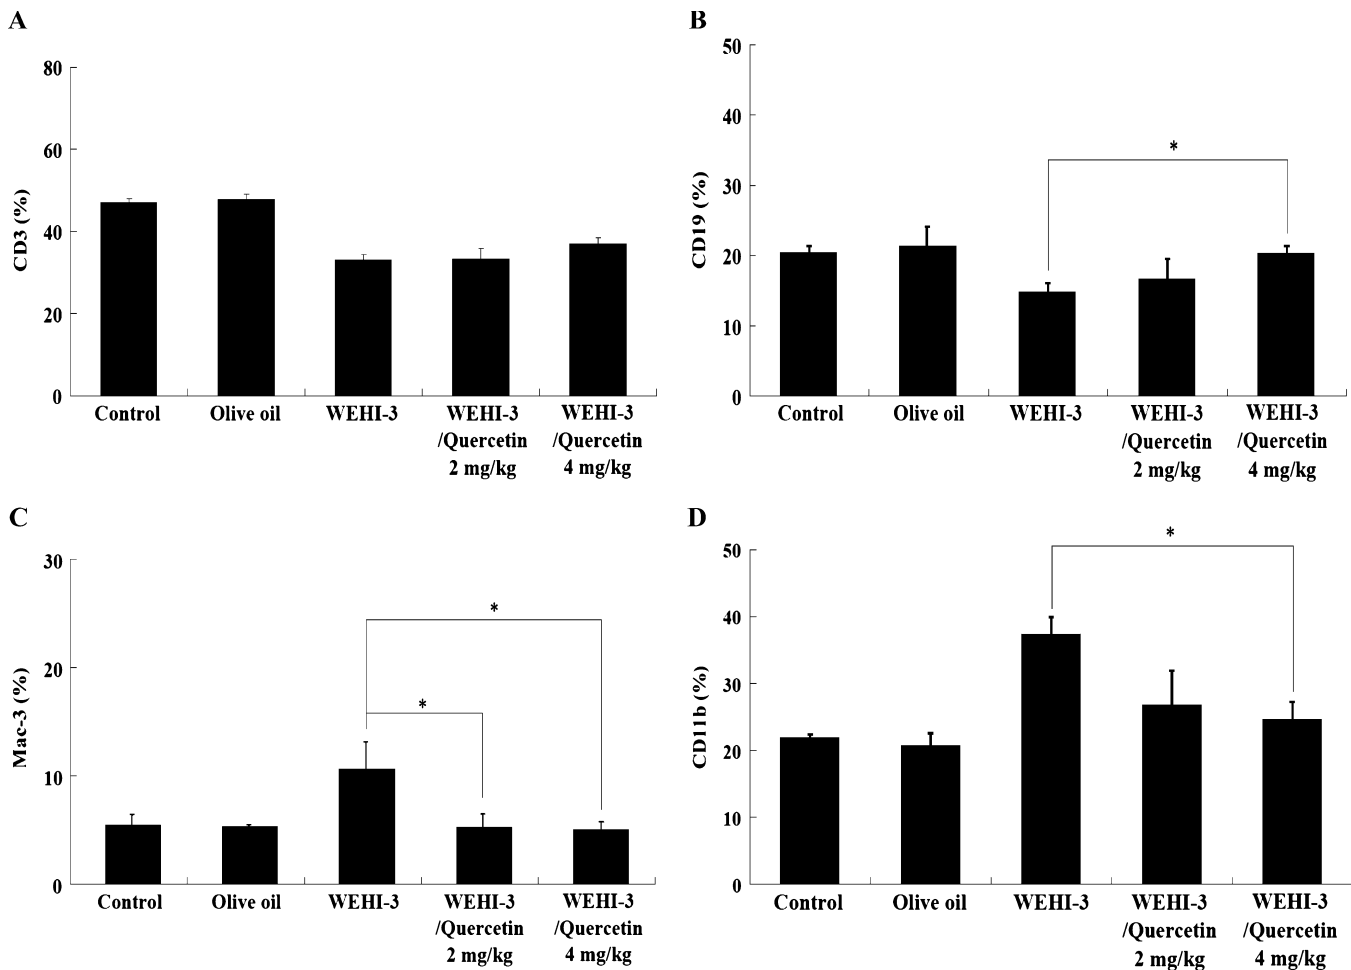 A
80
60
40
20
0
CD3 (%)
Control
Olive oil
WEHI-3
WEHI-3
/Quercetin
2 mg/kg
WEHI-3
/Quercetin
4 mg/kg
B
50
40
30
20
10
0
CD19 (%)
*
Control
Olive oil
WEHI-3
WEHI-3
/Quercetin
2 mg/kg
WEHI-3
/Quercetin
4 mg/kg
C
30
20
10
0
Mac-3 (%)
*
*
Control
Olive oil
WEHI-3
WEHI-3
/Quercetin
2 mg/kg
WEHI-3
/Quercetin
4 mg/kg
D
50
40
30
20
10
0
CD11b (%)
*
Control
Olive oil
WEHI-3
WEHI-3
/Quercetin
2 mg/kg
WEHI-3
/Quercetin
4 mg/kg